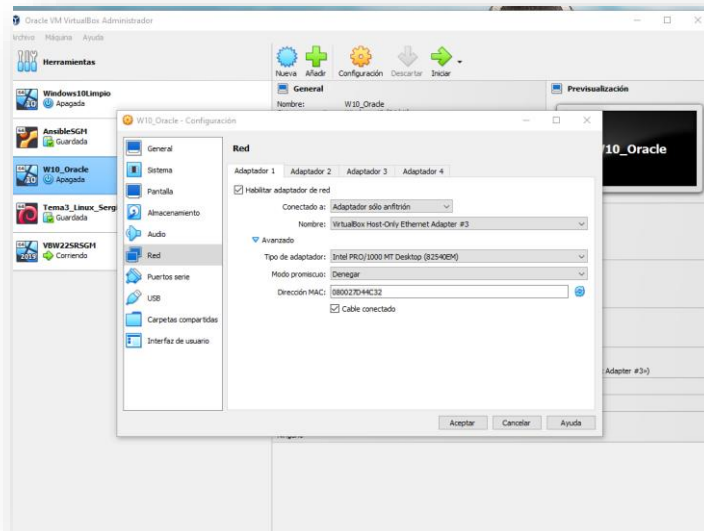 Oracle VM VirtualBox Administrador
Archivo Máquina Ayuda
Herramientas
Nueva Añadir Configuración Descartar Iniciar
Windows10Limpio
Apagada
AnsibleSGM
Guardada
W10_Oracle
Apagada
Tema3_Linux_Serg
Guardada
VBW22SRSGM
Corriendo
General
Nombre: W10_Oracle
Previsualización
10_Oracle
Adapter #3»)
W10_Oracle - Configuración
General
Sistema
Pantalla
Almacenamiento
Audio
Red
Puertos serie
USB
Carpetas compartidas
Interfaz de usuario
Red
Adaptador 1 Adaptador 2 Adaptador 3 Adaptador 4
Habilitar adaptador de red
Conectado a: Adaptador sólo anfitrión
Nombre: VirtualBox Host-Only Ethernet Adapter #3
Avanzado
Tipo de adaptador: Intel PRO/1000 MT Desktop (82540EM)
Modo promiscuo: Denegar
Dirección MAC: 080027D44C32
Cable conectado
Aceptar Cancelar Ayuda